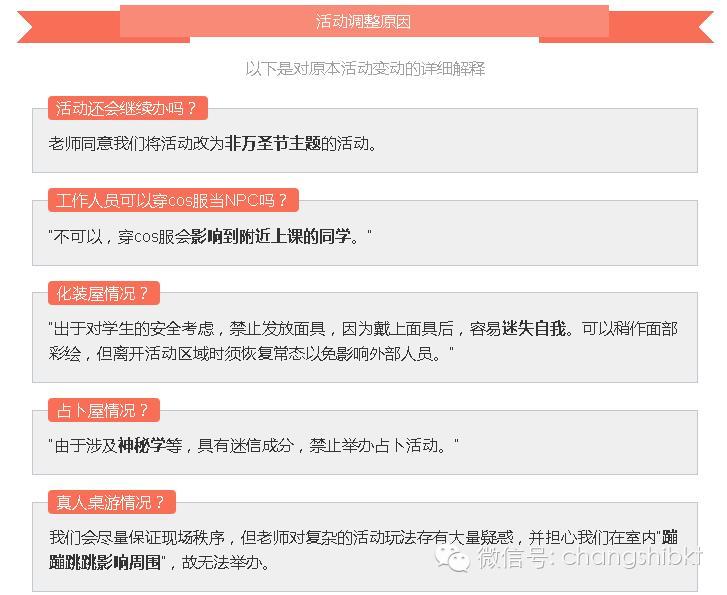 活动调整原因
以下是对原本活动变动的详细解释
活动还会继续办吗？
老师同意我们将活动改为非万圣节主题的活动。
工作人员可以穿cos服当NPC吗？
"不可以，穿cos服会影响到附近上课的同学。"
化装屋情况？
"出于对学生的安全考虑，禁止发放面具，因为戴上面具后，容易迷失自我。可以稍作面部
彩绘，但离开活动区域时须恢复常态以免影响外部人员。"
占卜屋情况？
"由于涉及神秘学等，具有迷信成分，禁止举办占卜活动。"
真人桌游情况？
我们会尽量保证现场秩序，但老师对复杂的活动玩法存有大量疑惑，并担心我们在室内"蹦
蹦跳跳影响周围"，故无法举办。
微信号: changshibkt